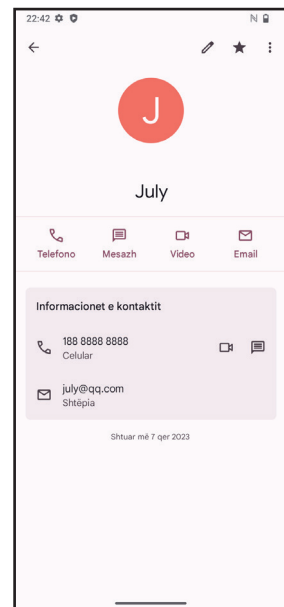 22:42
J
July
Telefono Mesazh Video Email
Informacionet e kontaktit
188 8888 8888
Celular
july@qq.com
Shtëpia
Shtuar më 7 qer 2023